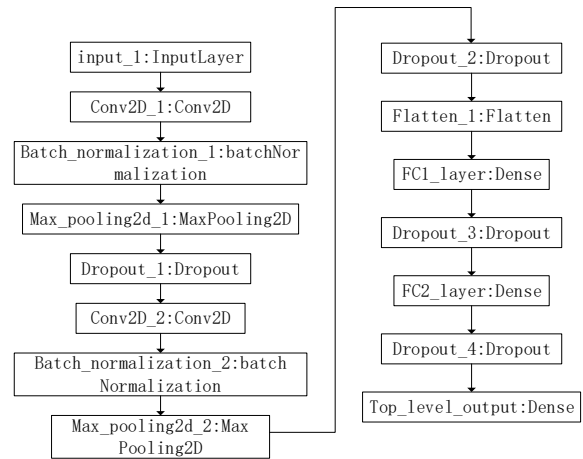 input_1:InputLayer
Conv2D_1:Conv2D
Batch_normalization_1:batchNor
malization
Max_pooling2d_1:MaxPooling2D
Dropout_1:Dropout
Conv2D_2:Conv2D
Batch_normalization_2:batch
Normalization
Max_pooling2d_2:Max
Pooling2D
Dropout_2:Dropout
Flatten_1:Flatten
FC1_layer:Dense
Dropout_3:Dropout
FC2_layer:Dense
Dropout_4:Dropout
Top_level_output:Dense